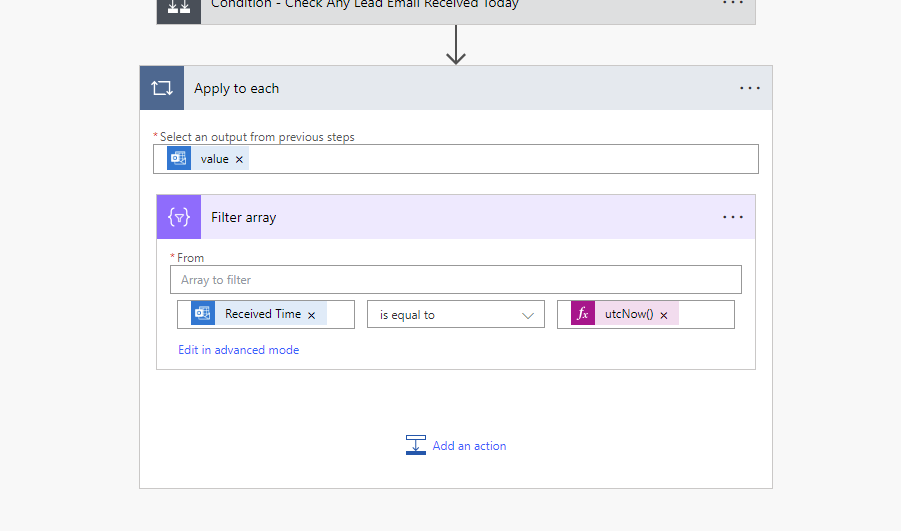 Condition - Check Any Lead Email Received Today
Apply to each
* Select an output from previous steps
value ×
Filter array
* From
Array to filter
Received Time × is equal to fx utcNow() ×
Edit in advanced mode
Add an action